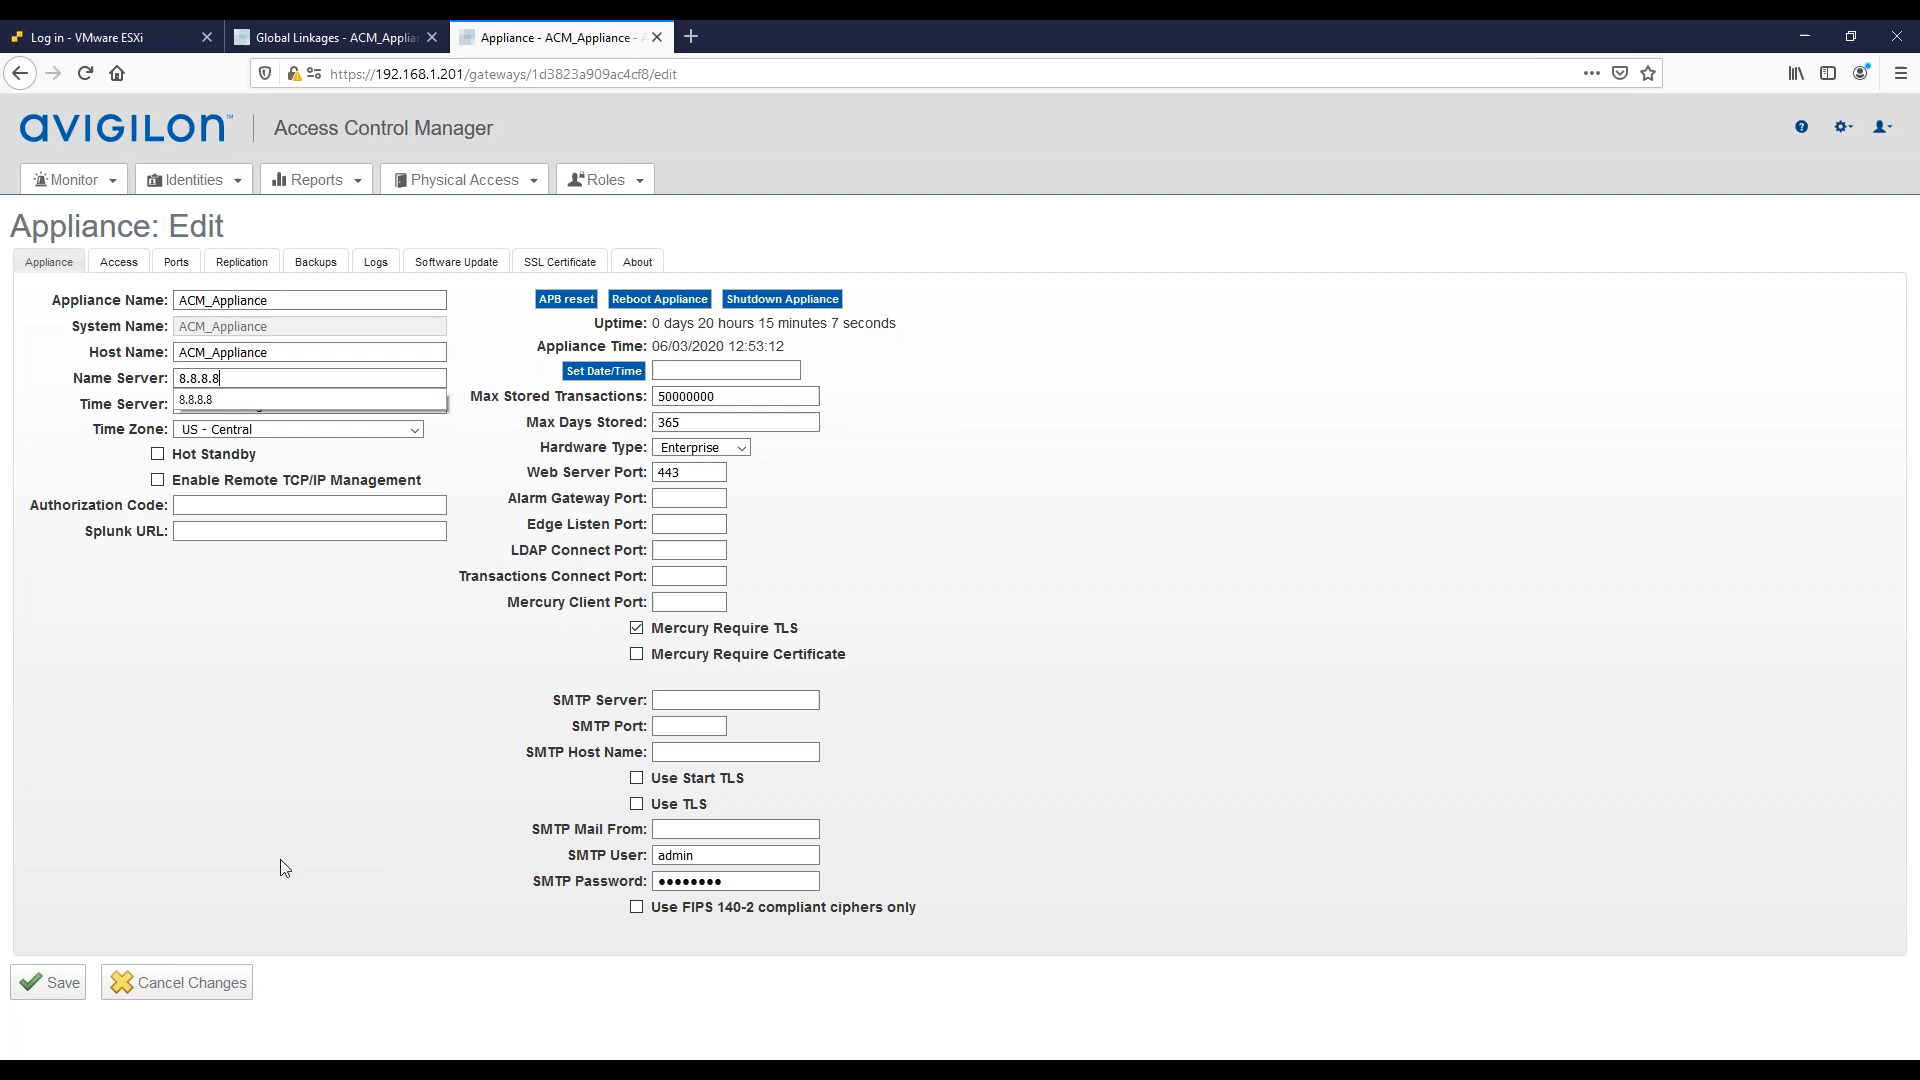 Log in - VMware ESXi
Global Linkages - ACM_Applia
Appliance - ACM_Appliance -
https://192.168.1.201/gateways/1d3823a909ac4cf8/edit
avigilon™
Access Control Manager
Monitor
Identities
Reports
Physical Access
Roles
Appliance: Edit
Appliance
Access
Ports
Replication
Backups
Logs
Software Update
SSL Certificate
About
Appliance Name: ACM_Appliance
System Name: ACM_Appliance
Host Name: ACM_Appliance
Name Server: 8.8.8.8
8.8.8.8
Time Server:
Time Zone: US - Central
Hot Standby
Enable Remote TCP/IP Management
Authorization Code:
Splunk URL:
APB reset
Reboot Appliance
Shutdown Appliance
Uptime: 0 days 20 hours 15 minutes 7 seconds
Appliance Time: 06/03/2020 12:53:12
Set Date/Time
Max Stored Transactions: 50000000
Max Days Stored: 365
Hardware Type: Enterprise
Web Server Port: 443
Alarm Gateway Port:
Edge Listen Port:
LDAP Connect Port:
Transactions Connect Port:
Mercury Client Port:
Mercury Require TLS
Mercury Require Certificate
SMTP Server:
SMTP Port:
SMTP Host Name:
Use Start TLS
Use TLS
SMTP Mail From:
SMTP User: admin
SMTP Password: ●●●●●●●●
Use FIPS 140-2 compliant ciphers only
Save
Cancel Changes